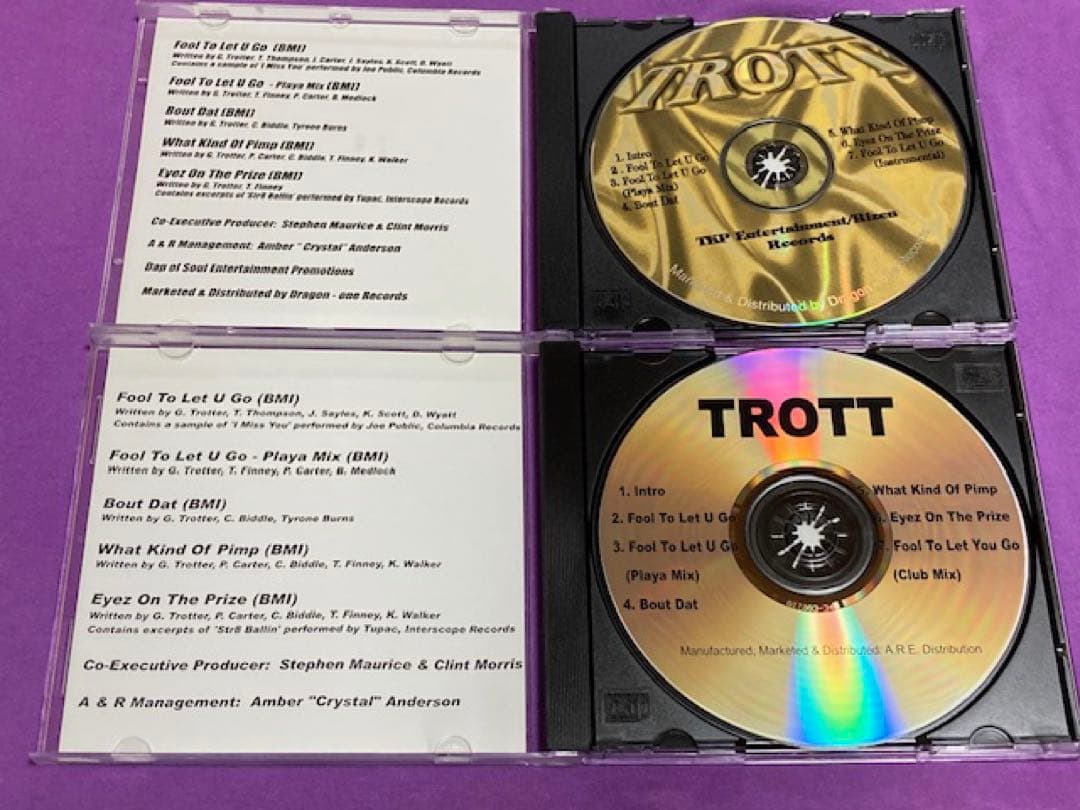 Fool To Let U Go (BMI)
Written by G. Trotter, T. Thompson, J. Carter, J. Sayles, K. Scott, D. Wyatt
Contains a sample of 'I Miss You' performed by Joe Public, Columbia Records
Fool To Let U Go - Playa Mix (BMI)
Written by G. Trotter, T. Finney, P. Carter, B. Medlock
Bout Dat (BMI)
Written by G. Trotter, C. Biddle, Tyrone Burns
What Kind Of Pimp (BMI)
Written by G. Trotter, P. Carter, C. Biddle, T. Finney, K. Walker
Eyez On The Prize (BMI)
Written by G. Trotter, T. Finney
Contains excerpts of 'Str8 Ballin' performed by Tupac, Interscope Records
Co-Executive Producer: Stephen Maurice & Clint Morris
A & R Management: Amber "Crystal" Anderson
Dap of Soul Entertainment Promotions
Marketed & Distributed by Dragon - one Records
TROTT
1. Intro
2. Fool To Let U Go
3. Fool To Let U Go
(Playa Mix)
4. Bout Dat
5. What Kind Of Pimp
6. Eyez On The Prize
7. Fool To Let U Go
(Instrumental)
TKP Entertainment/Rizen
Records
Marketed & Distributed by Dragon Records
Fool To Let U Go (BMI)
Written by G. Trotter, T. Thompson, J. Sayles, K. Scott, D. Wyatt
Contains a sample of 'I Miss You' performed by Joe Public, Columbia Records
Fool To Let U Go - Playa Mix (BMI)
Written by G. Trotter, T. Finney, P. Carter, B. Medlock
Bout Dat (BMI)
Written by G. Trotter, C. Biddle, Tyrone Burns
What Kind Of Pimp (BMI)
Written by G. Trotter, P. Carter, C. Biddle, T. Finney, K. Walker
Eyez On The Prize (BMI)
Written by G. Trotter, P. Carter, C. Biddle, T. Finney, K. Walker
Contains excerpts of 'Str8 Ballin' performed by Tupac, Interscope Records
Co-Executive Producer: Stephen Maurice & Clint Morris
A & R Management: Amber "Crystal" Anderson
TROTT
1. Intro
2. Fool To Let U Go
3. Fool To Let U Go
(Playa Mix)
4. Bout Dat
What Kind Of Pimp
Eyez On The Prize
Fool To Let You Go
(Club Mix)
Manufactured, Marketed & Distributed: A.R.E. Distribution